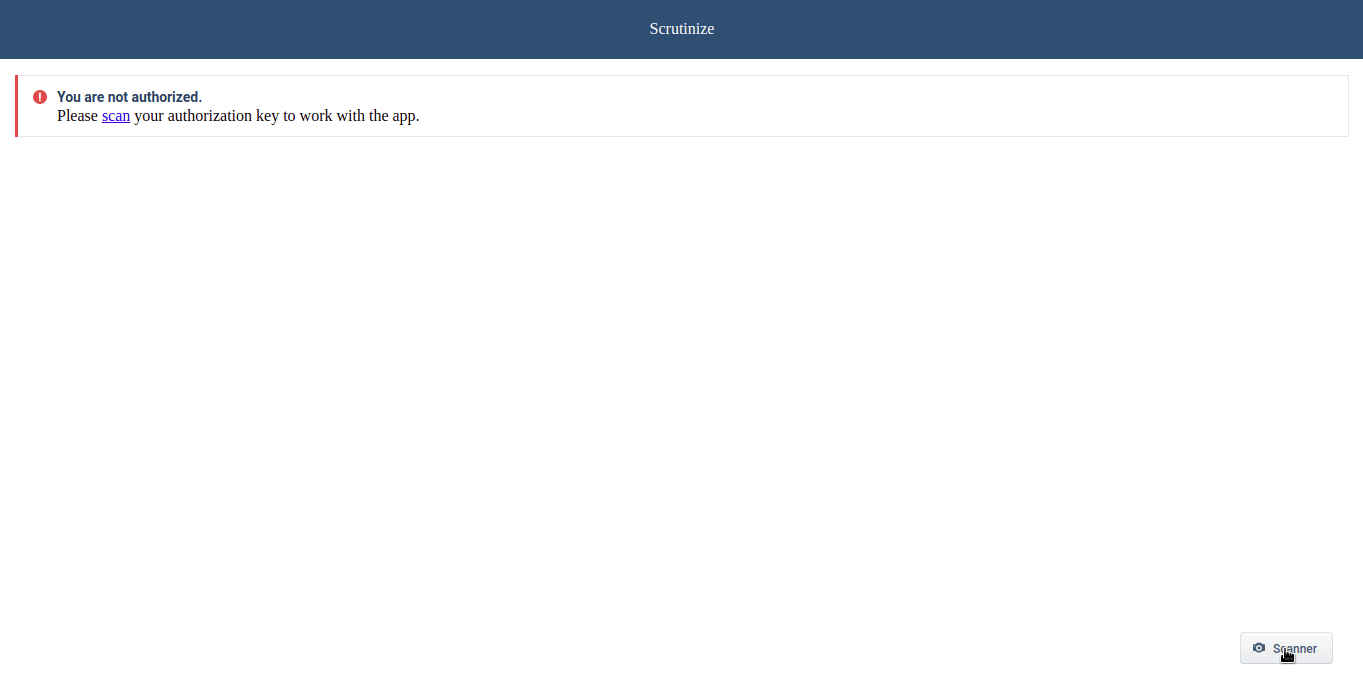 Scrutinize
You are not authorized.
Please scan your authorization key to work with the app.
Scanner